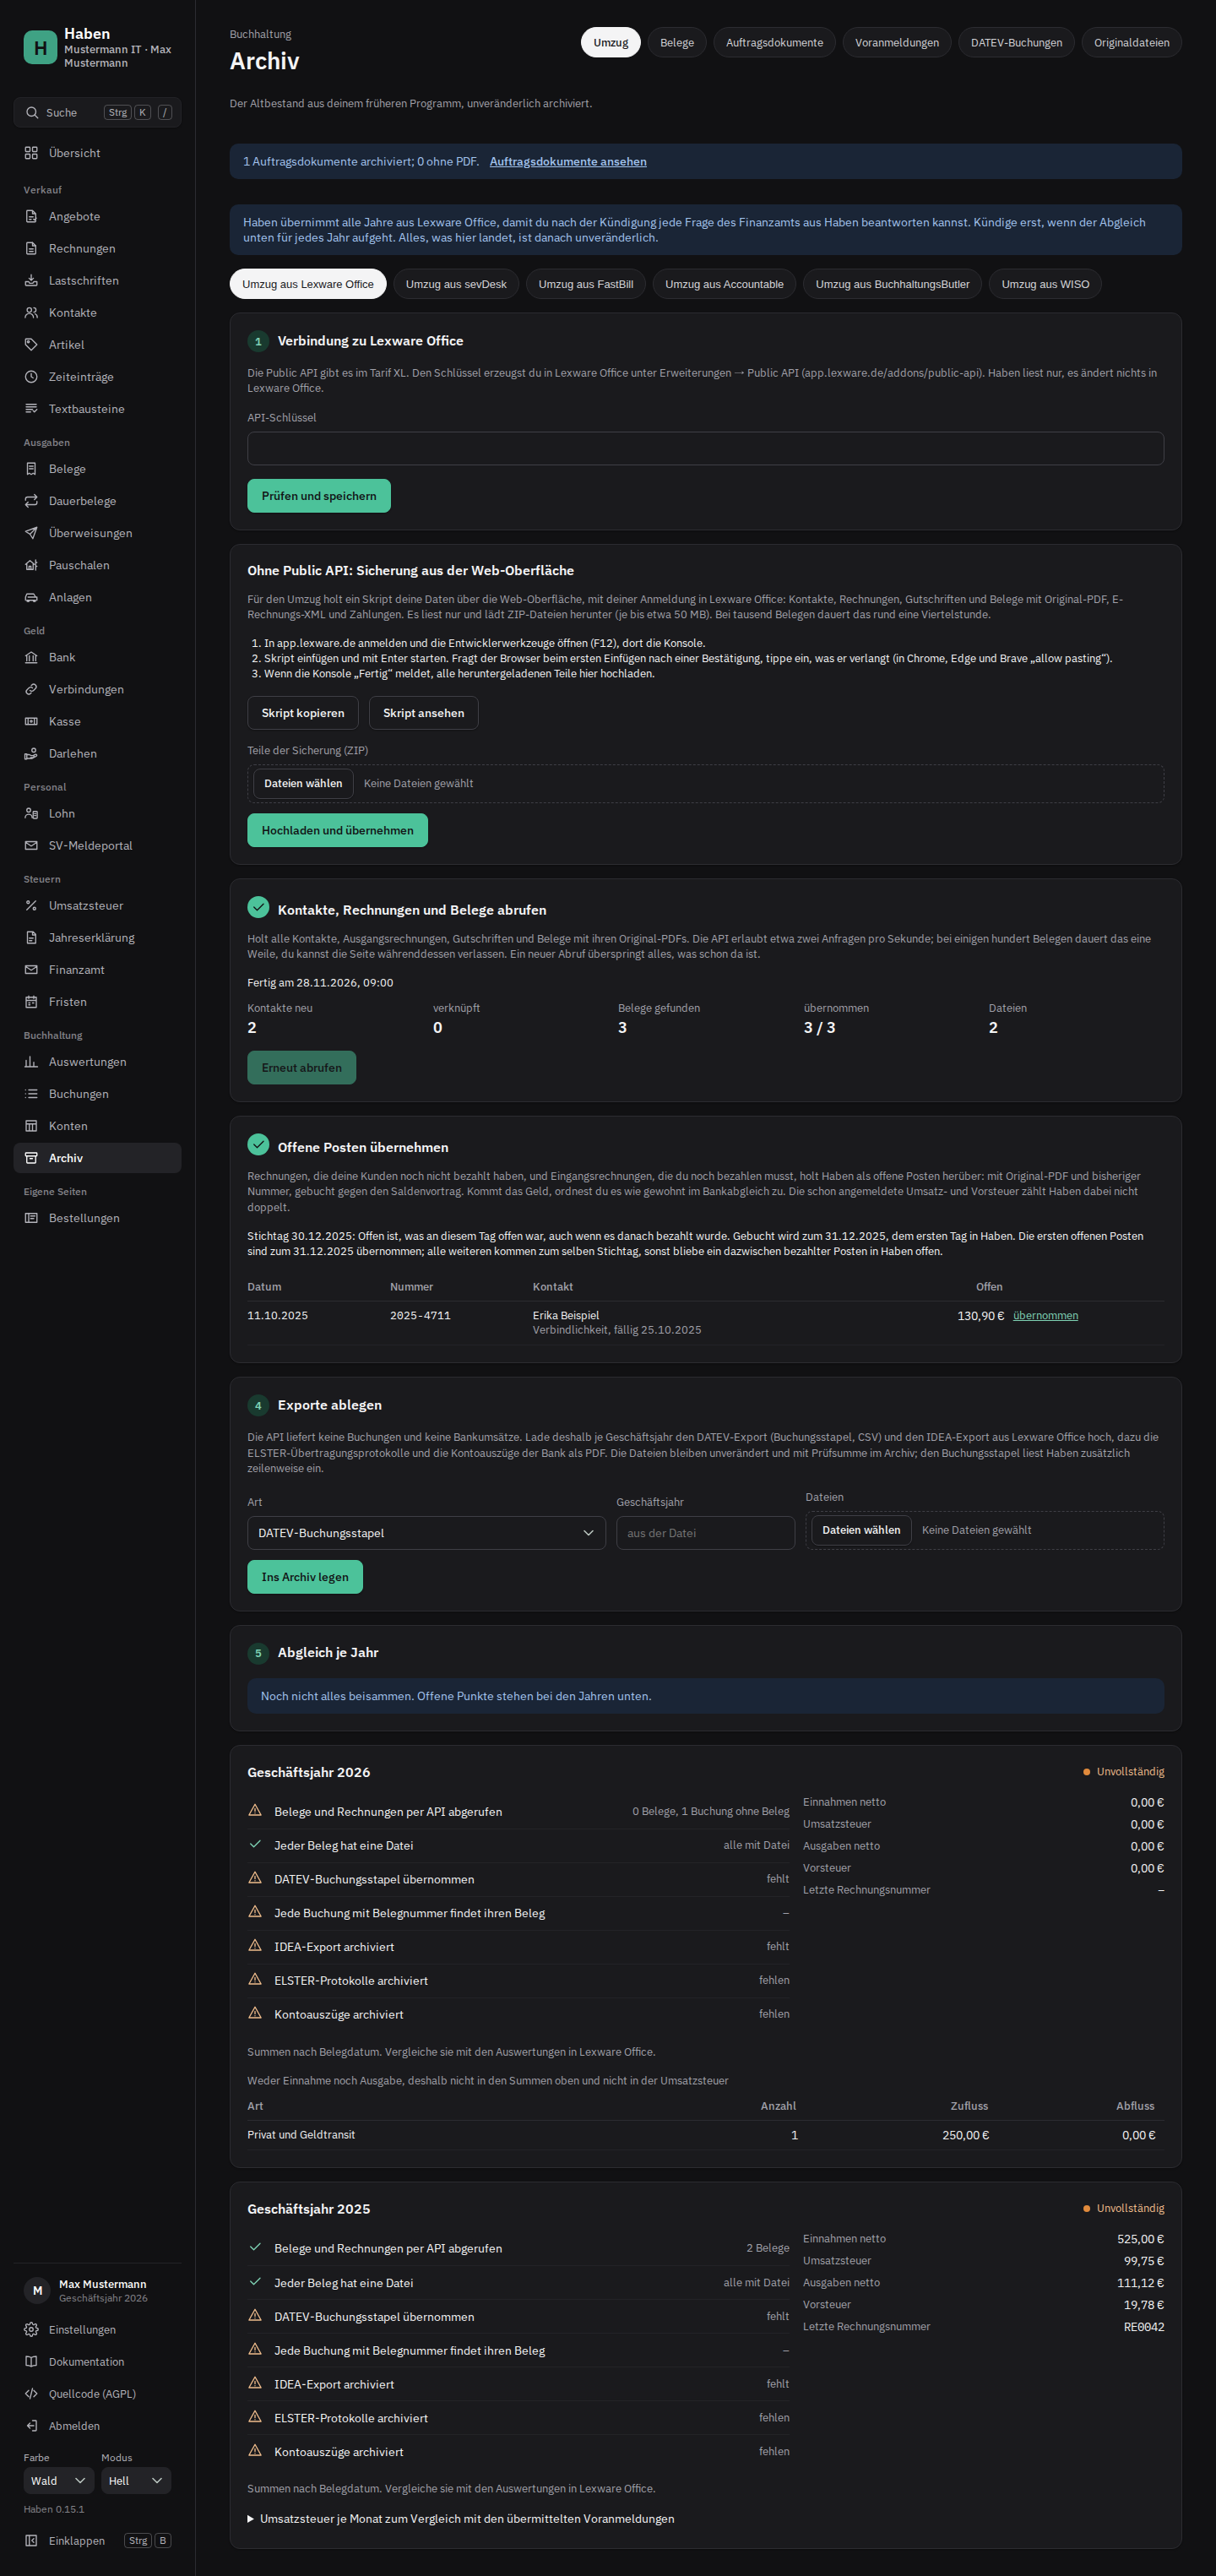 H
Haben
Mustermann IT · Max
Mustermann
Suche Strg K /
Übersicht
Verkauf
Angebote
Rechnungen
Lastschriften
Kontakte
Artikel
Zeiteinträge
Textbausteine
Ausgaben
Belege
Dauerbelege
Überweisungen
Pauschalen
Anlagen
Geld
Bank
Verbindungen
Kasse
Darlehen
Personal
Lohn
SV-Meldeportal
Steuern
Umsatzsteuer
Jahreserklärung
Finanzamt
Fristen
Buchhaltung
Auswertungen
Buchungen
Konten
Archiv
Eigene Seiten
Bestellungen
M
Max Mustermann
Geschäftsjahr 2026
Einstellungen
Dokumentation
Quellcode (AGPL)
Abmelden
Farbe Modus
Wald Hell
Haben 0.15.1
Einklappen Strg B
Buchhaltung
Archiv
Umzug Belege Auftragsdokumente Voranmeldungen DATEV-Buchungen Originaldateien
Der Altbestand aus deinem früheren Programm, unveränderlich archiviert.
1 Auftragsdokumente archiviert; 0 ohne PDF. Auftragsdokumente ansehen
Haben übernimmt alle Jahre aus Lexware Office, damit du nach der Kündigung jede Frage des Finanzamts aus Haben beantworten kannst. Kündige erst, wenn der Abgleich
unten für jedes Jahr aufgeht. Alles, was hier landet, ist danach unveränderlich.
Umzug aus Lexware Office Umzug aus sevDesk Umzug aus FastBill Umzug aus Accountable Umzug aus BuchhaltungsButler Umzug aus WISO
1 Verbindung zu Lexware Office
Die Public API gibt es im Tarif XL. Den Schlüssel erzeugst du in Lexware Office unter Erweiterungen → Public API (app.lexware.de/addons/public-api). Haben liest nur, es ändert nichts in
Lexware Office.
API-Schlüssel
Prüfen und speichern
Ohne Public API: Sicherung aus der Web-Oberfläche
Für den Umzug holt ein Skript deine Daten über die Web-Oberfläche, mit deiner Anmeldung in Lexware Office: Kontakte, Rechnungen, Gutschriften und Belege mit Original-PDF, E-
Rechnungs-XML und Zahlungen. Es liest nur und lädt ZIP-Dateien herunter (je bis etwa 50 MB). Bei tausend Belegen dauert das rund eine Viertelstunde.
1. In app.lexware.de anmelden und die Entwicklerwerkzeuge öffnen (F12), dort die Konsole.
2. Skript einfügen und mit Enter starten. Fragt der Browser beim ersten Einfügen nach einer Bestätigung, tippe ein, was er verlangt (in Chrome, Edge und Brave „allow pasting“).
3. Wenn die Konsole „Fertig“ meldet, alle heruntergeladenen Teile hier hochladen.
Skript kopieren Skript ansehen
Teile der Sicherung (ZIP)
Dateien wählen Keine Dateien gewählt
Hochladen und übernehmen
Kontakte, Rechnungen und Belege abrufen
Holt alle Kontakte, Ausgangsrechnungen, Gutschriften und Belege mit ihren Original-PDFs. Die API erlaubt etwa zwei Anfragen pro Sekunde; bei einigen hundert Belegen dauert das eine
Weile, du kannst die Seite währenddessen verlassen. Ein neuer Abruf überspringt alles, was schon da ist.
Fertig am 28.11.2026, 09:00
Kontakte neu verknüpft Belege gefunden übernommen Dateien
2 0 3 3 / 3 2
Erneut abrufen
Offene Posten übernehmen
Rechnungen, die deine Kunden noch nicht bezahlt haben, und Eingangsrechnungen, die du noch bezahlen musst, holt Haben als offene Posten herüber: mit Original-PDF und bisheriger
Nummer, gebucht gegen den Saldenvortrag. Kommt das Geld, ordnest du es wie gewohnt im Bankabgleich zu. Die schon angemeldete Umsatz- und Vorsteuer zählt Haben dabei nicht
doppelt.
Stichtag 30.12.2025: Offen ist, was an diesem Tag offen war, auch wenn es danach bezahlt wurde. Gebucht wird zum 31.12.2025, dem ersten Tag in Haben. Die ersten offenen Posten
sind zum 31.12.2025 übernommen; alle weiteren kommen zum selben Stichtag, sonst bliebe ein dazwischen bezahlter Posten in Haben offen.
Datum Nummer Kontakt Offen
11.10.2025 2025-4711 Erika Beispiel 130,90 € übernommen
Verbindlichkeit, fällig 25.10.2025
4 Exporte ablegen
Die API liefert keine Buchungen und keine Bankumsätze. Lade deshalb je Geschäftsjahr den DATEV-Export (Buchungsstapel, CSV) und den IDEA-Export aus Lexware Office hoch, dazu die
ELSTER-Übertragungsprotokolle und die Kontoauszüge der Bank als PDF. Die Dateien bleiben unverändert und mit Prüfsumme im Archiv; den Buchungsstapel liest Haben zusätzlich
zeilenweise ein.
Art Geschäftsjahr Dateien
DATEV-Buchungsstapel aus der Datei Dateien wählen Keine Dateien gewählt
Ins Archiv legen
5 Abgleich je Jahr
Noch nicht alles beisammen. Offene Punkte stehen bei den Jahren unten.
Geschäftsjahr 2026 Unvollständig
Belege und Rechnungen per API abgerufen 0 Belege, 1 Buchung ohne Beleg
Jeder Beleg hat eine Datei alle mit Datei
DATEV-Buchungsstapel übernommen fehlt
Jede Buchung mit Belegnummer findet ihren Beleg –
IDEA-Export archiviert fehlt
ELSTER-Protokolle archiviert fehlen
Kontoauszüge archiviert fehlen
Einnahmen netto 0,00 €
Umsatzsteuer 0,00 €
Ausgaben netto 0,00 €
Vorsteuer 0,00 €
Letzte Rechnungsnummer –
Summen nach Belegdatum. Vergleiche sie mit den Auswertungen in Lexware Office.
Weder Einnahme noch Ausgabe, deshalb nicht in den Summen oben und nicht in der Umsatzsteuer
Art Anzahl Zufluss Abfluss
Privat und Geldtransit 1 250,00 € 0,00 €
Geschäftsjahr 2025 Unvollständig
Belege und Rechnungen per API abgerufen 2 Belege
Jeder Beleg hat eine Datei alle mit Datei
DATEV-Buchungsstapel übernommen fehlt
Jede Buchung mit Belegnummer findet ihren Beleg –
IDEA-Export archiviert fehlt
ELSTER-Protokolle archiviert fehlen
Kontoauszüge archiviert fehlen
Einnahmen netto 525,00 €
Umsatzsteuer 99,75 €
Ausgaben netto 111,12 €
Vorsteuer 19,78 €
Letzte Rechnungsnummer RE0042
Summen nach Belegdatum. Vergleiche sie mit den Auswertungen in Lexware Office.
Umsatzsteuer je Monat zum Vergleich mit den übermittelten Voranmeldungen